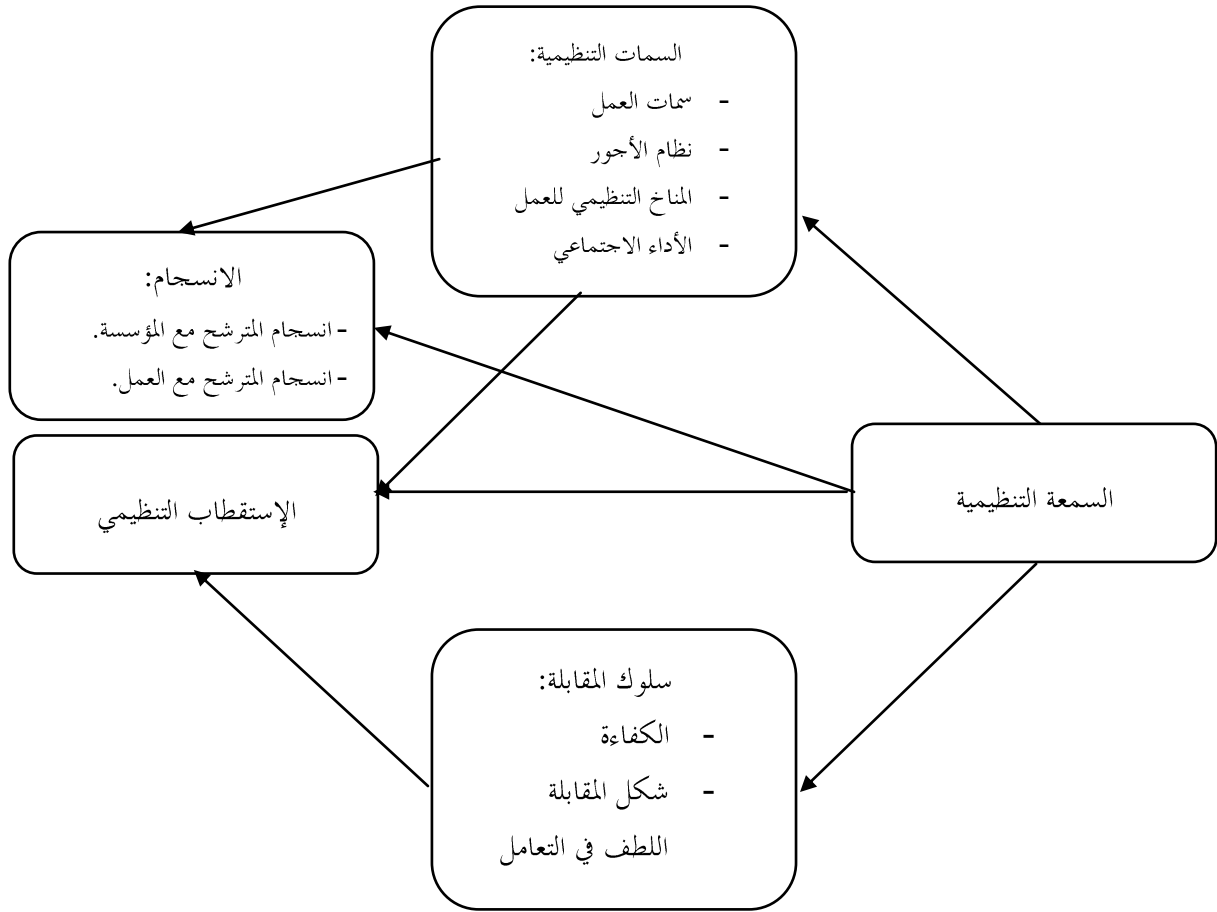 السمات التنظيمية:
- سمات العمل
- نظام الأجور
- المناخ التنظيمي للعمل
- الأداء الاجتماعي
الانسجام:
- انسجام المترشح مع المؤسسة.
- انسجام المترشح مع العمل.
السمعة التنظيمية
الإستقطاب التنظيمي
سلوك المقابلة:
- الكفاءة
- شكل المقابلة
اللطف في التعامل